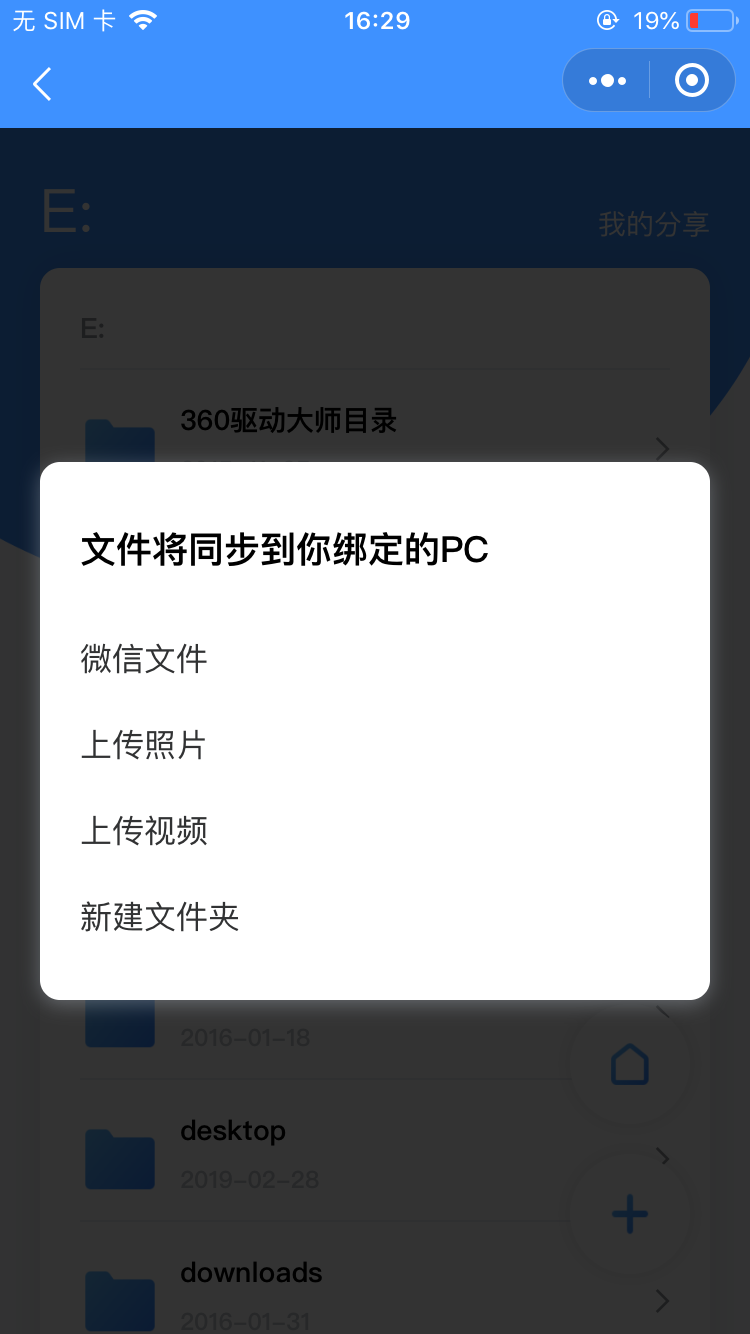 无 SIM 卡
16:29
19%
E:
我的分享
E:
360驱动大师目录
文件将同步到你绑定的PC
微信文件
上传照片
上传视频
新建文件夹
2016-01-18
desktop
2019-02-28
downloads
2016-01-31